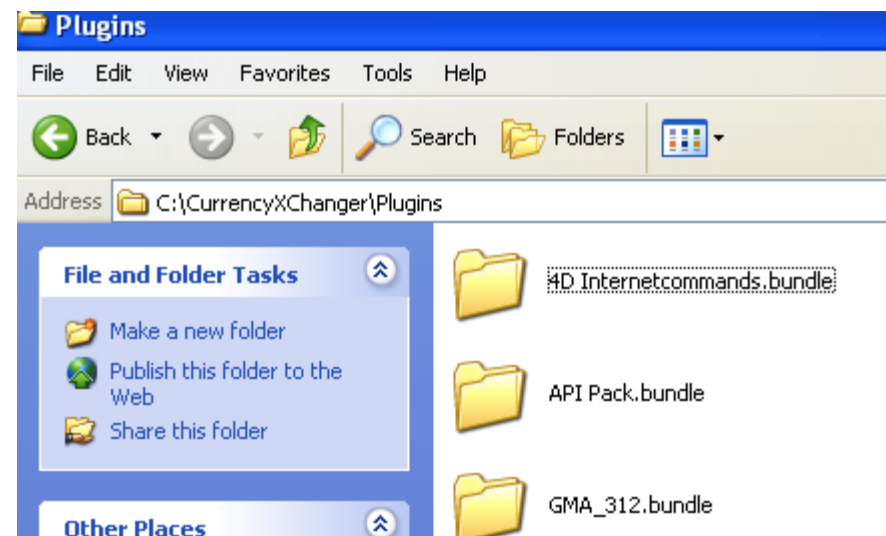 Plugins
File Edit View Favorites Tools Help
Back Search Folders
Address C:\CurrencyXChanger\Plugins
File and Folder Tasks
Make a new folder
Publish this folder to the
Web
Share this folder
Other Places
4D Internetcommands.bundle
API Pack.bundle
GMA_312.bundle